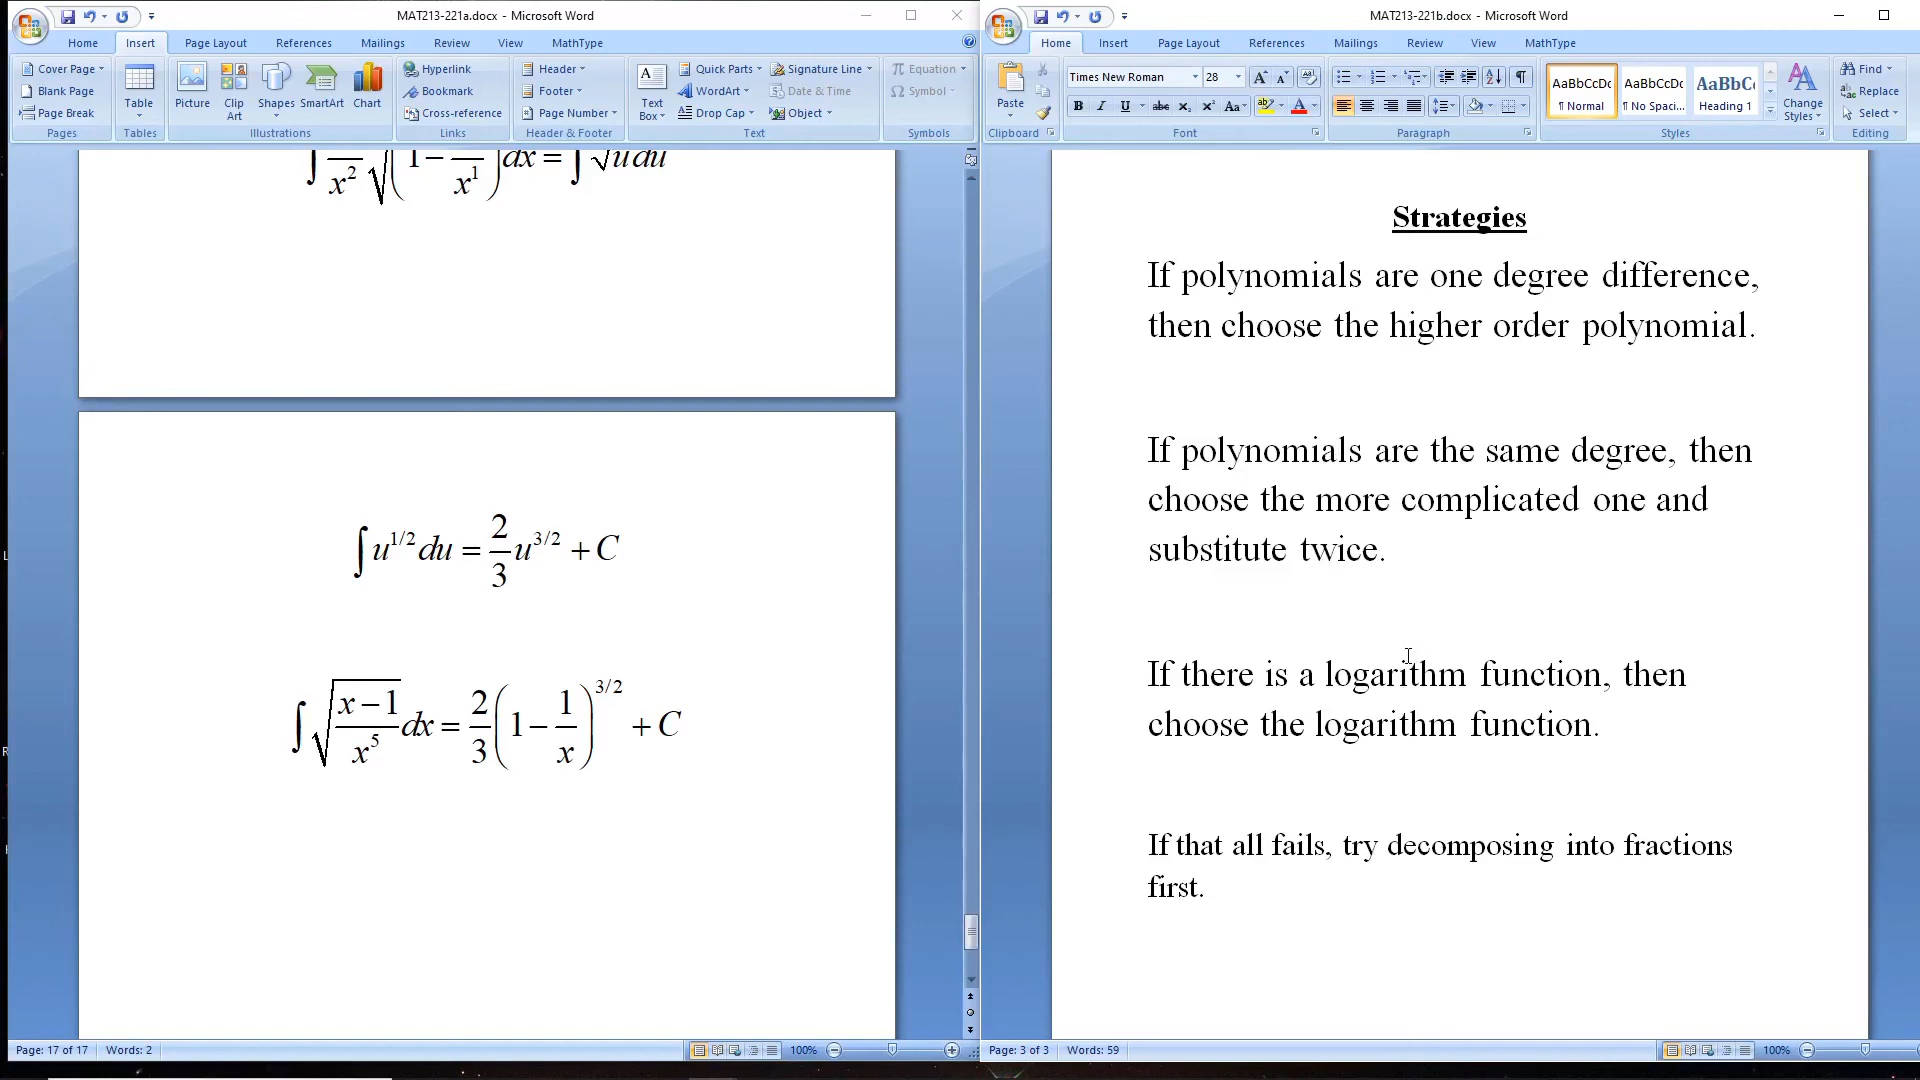 MAT213-221a.docx - Microsoft Word
Home Insert Page Layout References Mailings Review View MathType
Cover Page
Blank Page
Page Break
Pages
Table
Tables
Picture
Clip Art
Shapes
SmartArt
Chart
Illustrations
Hyperlink
Bookmark
Cross-reference
Links
Header
Footer
Page Number
Header & Footer
Text Box
Quick Parts
WordArt
Drop Cap
Signature Line
Date & Time
Object
Text
π Equation
Ω Symbol
Symbols
∫ x² √(1 − x¹) dx = ∫ √u du
∫ u^{1/2} du = 2/3 u^{3/2} + C
∫ √((x−1)/x⁵) dx = 2/3 (1 − 1/x)^{3/2} + C
Page: 17 of 17 Words: 2 100%
MAT213-221b.docx - Microsoft Word
Home Insert Page Layout References Mailings Review View MathType
Paste
Clipboard
Times New Roman 28
Font
Paragraph
AaBbCcDc AaBbCcDc AaBbC
¶ Normal ¶ No Spaci... Heading 1
Change Styles
Styles
Find
Replace
Select
Editing
Strategies
If polynomials are one degree difference,
then choose the higher order polynomial.
If polynomials are the same degree, then
choose the more complicated one and
substitute twice.
If there is a logarithm function, then
choose the logarithm function.
If that all fails, try decomposing into fractions
first.
Page: 3 of 3 Words: 59 100%